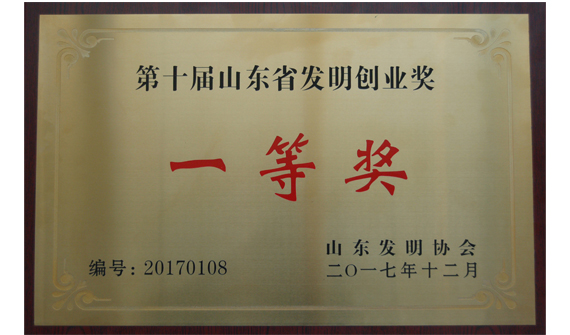 第十届山东省发明创业奖
一等奖
山东发明协会
编号：20170108
二〇一七年十二月